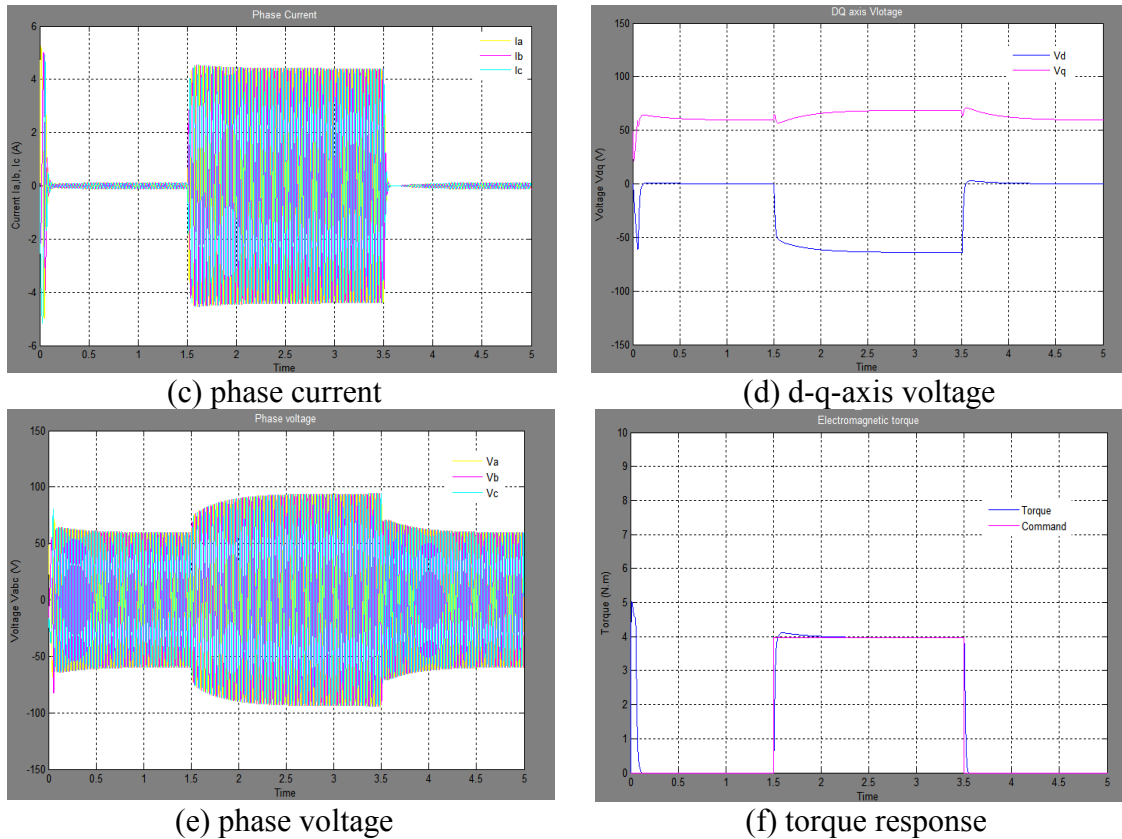 Phase Current
6
4
2
0
-2
-4
-6
Current Ia,Ib, Ic (A)
0 0.5 1 1.5 2 2.5 3 3.5 4 4.5 5
Time
Ia
Ib
Ic
(c) phase current
DQ axis Vlotage
150
100
50
0
-50
-100
-150
Voltage Vdq (V)
0 0.5 1 1.5 2 2.5 3 3.5 4 4.5 5
Time
Vd
Vq
(d) d-q-axis voltage
Phase voltage
150
100
50
0
-50
-100
-150
Voltage Vabc (V)
0 0.5 1 1.5 2 2.5 3 3.5 4 4.5 5
Time
Va
Vb
Vc
(e) phase voltage
Electromagnetic torque
10
9
8
7
6
5
4
3
2
1
0
Torque (N.m)
0 0.5 1 1.5 2 2.5 3 3.5 4 4.5 5
Time
Torque
Command
(f) torque response